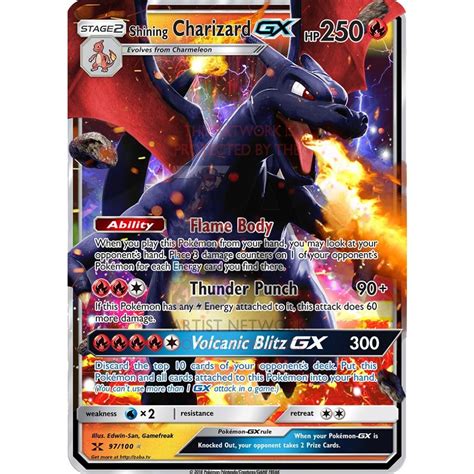 STAGE2
Shining Charizard GX HP250
Evolves from Charmeleon
Ability Flame Body
When you play this Pokémon from your hand, you may look at your
opponent's hand. Place 3 damage counters on 1 of your opponent's
Pokémon for each Energy card you find there.
Thunder Punch 90+
If this Pokémon has any Energy attached to it, this attack does 60
more damage.
ARTIST NETWORK
Volcanic Blitz GX 300
Discard the top 10 cards of your opponent's deck. Put this
Pokémon and all cards attached to this Pokémon into your hand.
(You can't use more than 1 GX attack in a game.)
weakness ×2 resistance retreat
Illus. Edwin-San, Gamefreak
97/100
Pokémon-GX rule
When your Pokémon-GX is
Knocked Out, your opponent takes 2 Prize Cards.